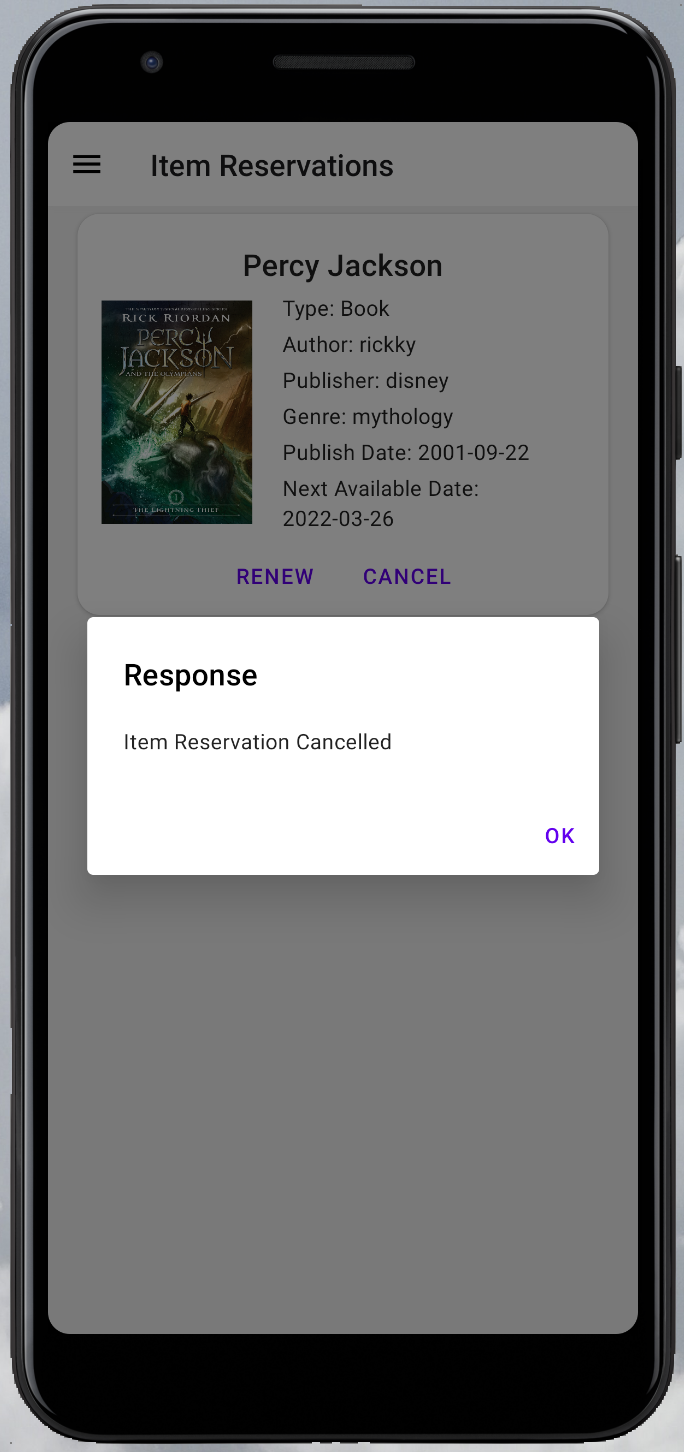 Item Reservations
Percy Jackson
RICK RIORDAN
PERCY
JACKSON
AND THE OLYMPIANS
1
THE LIGHTNING THIEF
Type: Book
Author: rickky
Publisher: disney
Genre: mythology
Publish Date: 2001-09-22
Next Available Date:
2022-03-26
RENEW CANCEL
Response
Item Reservation Cancelled
OK